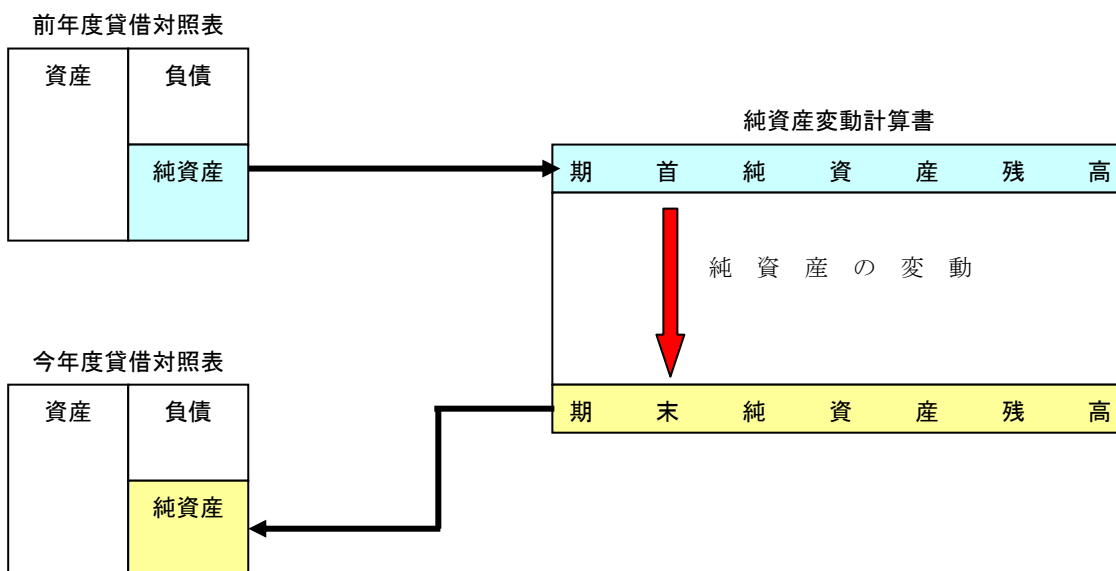 前年度貸借対照表
資産 負債
純資産
純資産変動計算書
期首純資産残高
純資産の変動
今年度貸借対照表
資産 負債
期末純資産残高
純資産